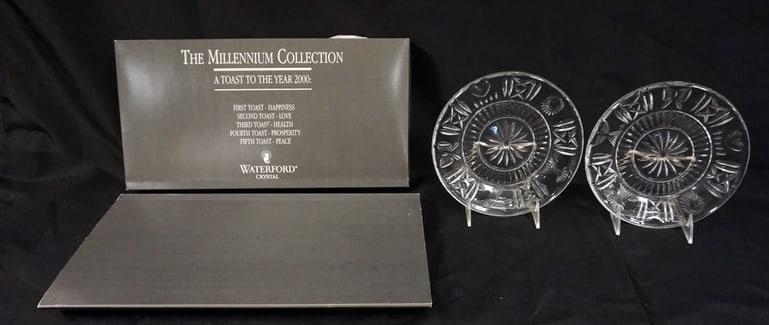 THE MILLENNIUM COLLECTION
A TOAST TO THE YEAR 2000:
FIRST TOAST - HAPPINESS
SECOND TOAST - LOVE
THIRD TOAST - HEALTH
FOURTH TOAST - PROSPERITY
FIFTH TOAST - PEACE
WATERFORD®
CRYSTAL